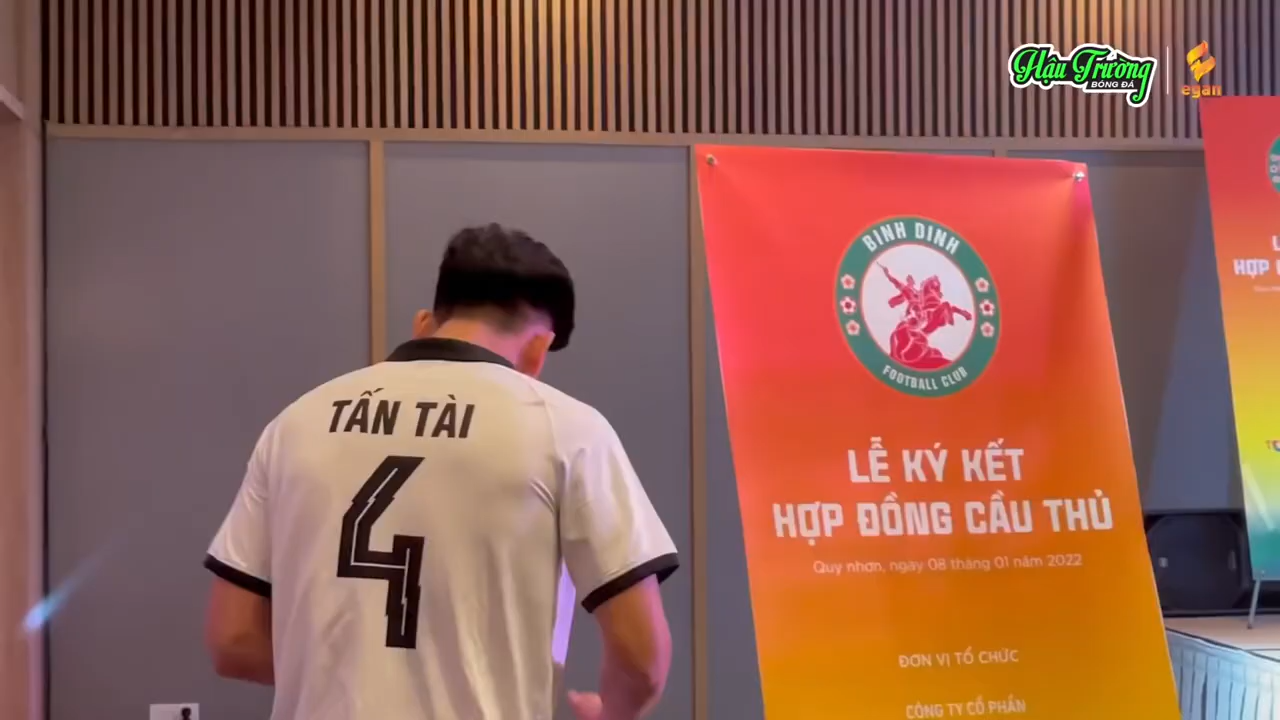 Hậu Trường
BÓNG ĐÁ
egan
TẤN TÀI
4
BINH DINH
FOOTBALL CLUB
LỄ KÝ KẾT
HỢP ĐỒNG CẦU THỦ
Quy nhơn, ngày 08 tháng 01 năm 2022
ĐƠN VỊ TỔ CHỨC
CÔNG TY CỔ PHẦN
HỢP